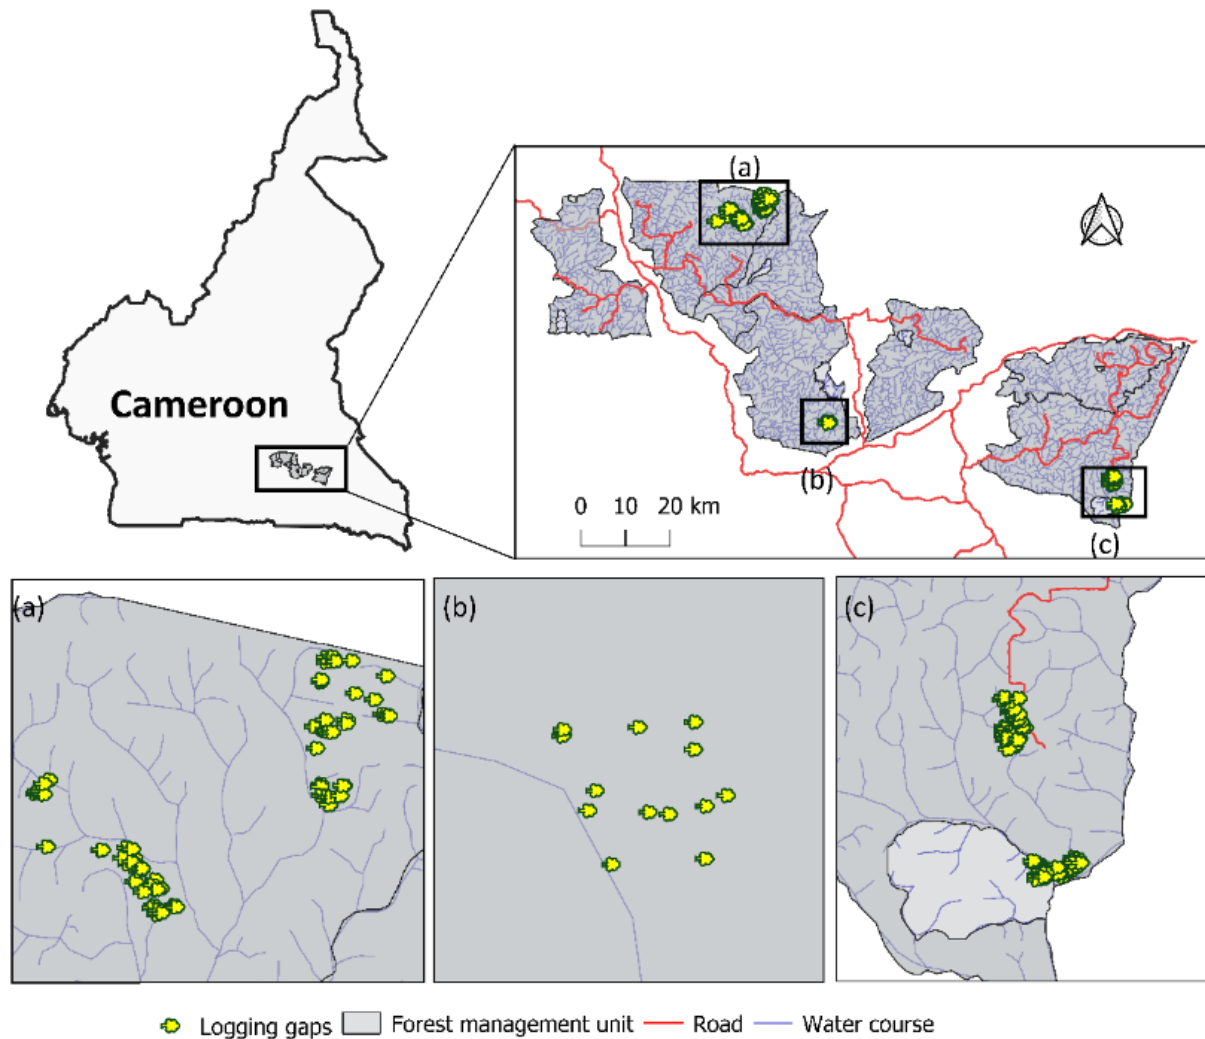 (a)
Cameroon
(b)
0 10 20 km
(c)
(a)
(b)
(c)
Logging gaps Forest management unit Road Water course